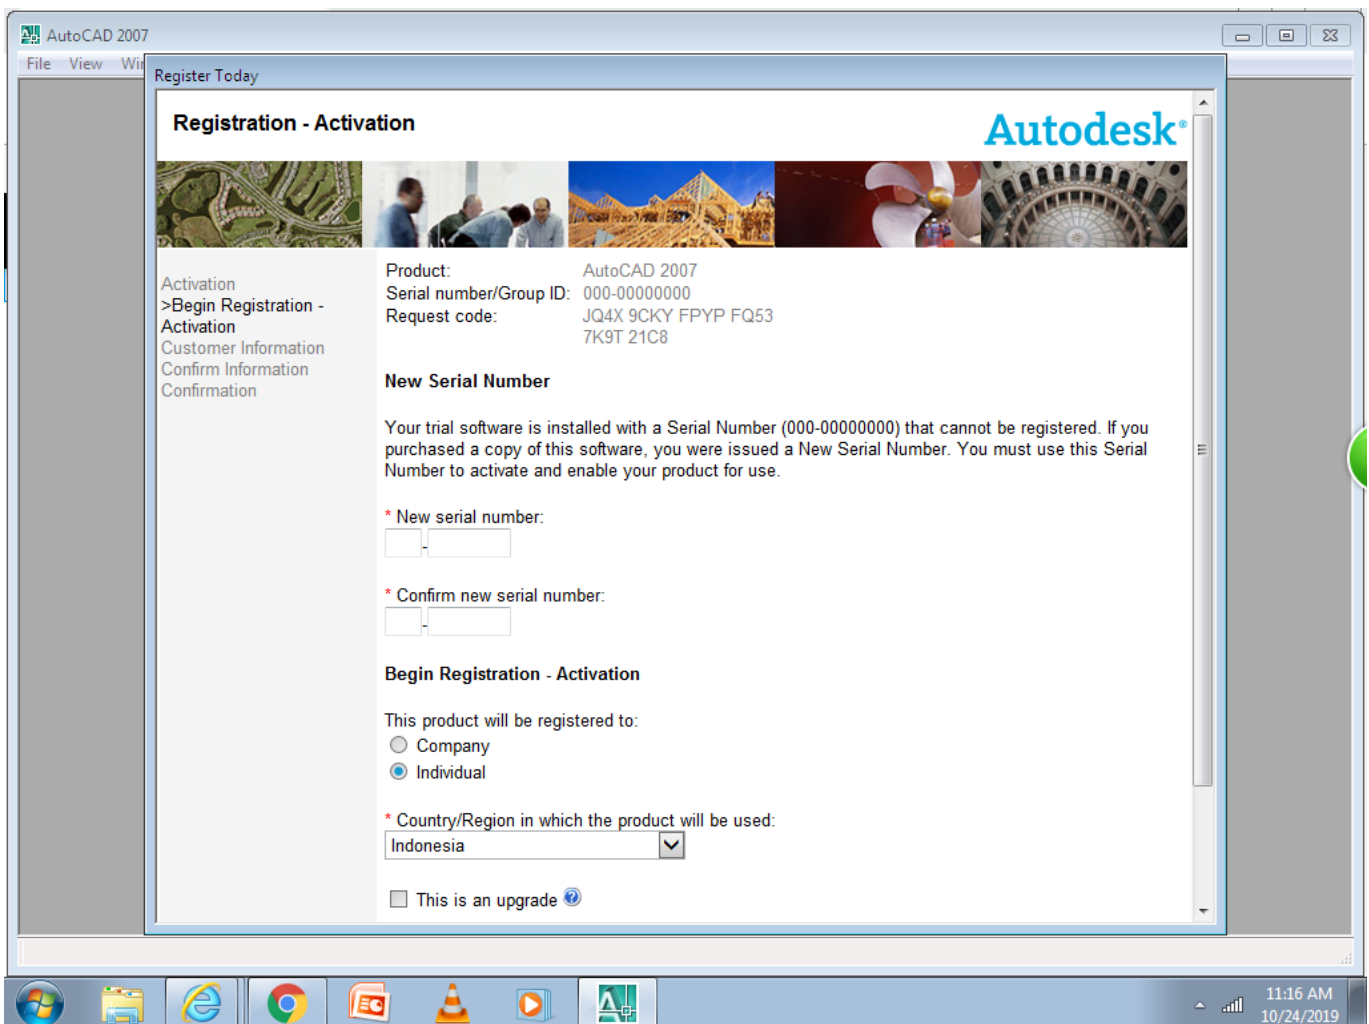 AutoCAD 2007
File View Wi
Register Today
Registration - Activation
Autodesk®
Activation
>Begin Registration -
Activation
Customer Information
Confirm Information
Confirmation
Product: AutoCAD 2007
Serial number/Group ID: 000-00000000
Request code: JQ4X 9CKY FPYP FQ53
7K9T 21C8
New Serial Number
Your trial software is installed with a Serial Number (000-00000000) that cannot be registered. If you
purchased a copy of this software, you were issued a New Serial Number. You must use this Serial
Number to activate and enable your product for use.
* New serial number:
-
* Confirm new serial number:
-
Begin Registration - Activation
This product will be registered to:
Company
Individual
* Country/Region in which the product will be used:
Indonesia
This is an upgrade
11:16 AM
10/24/2019